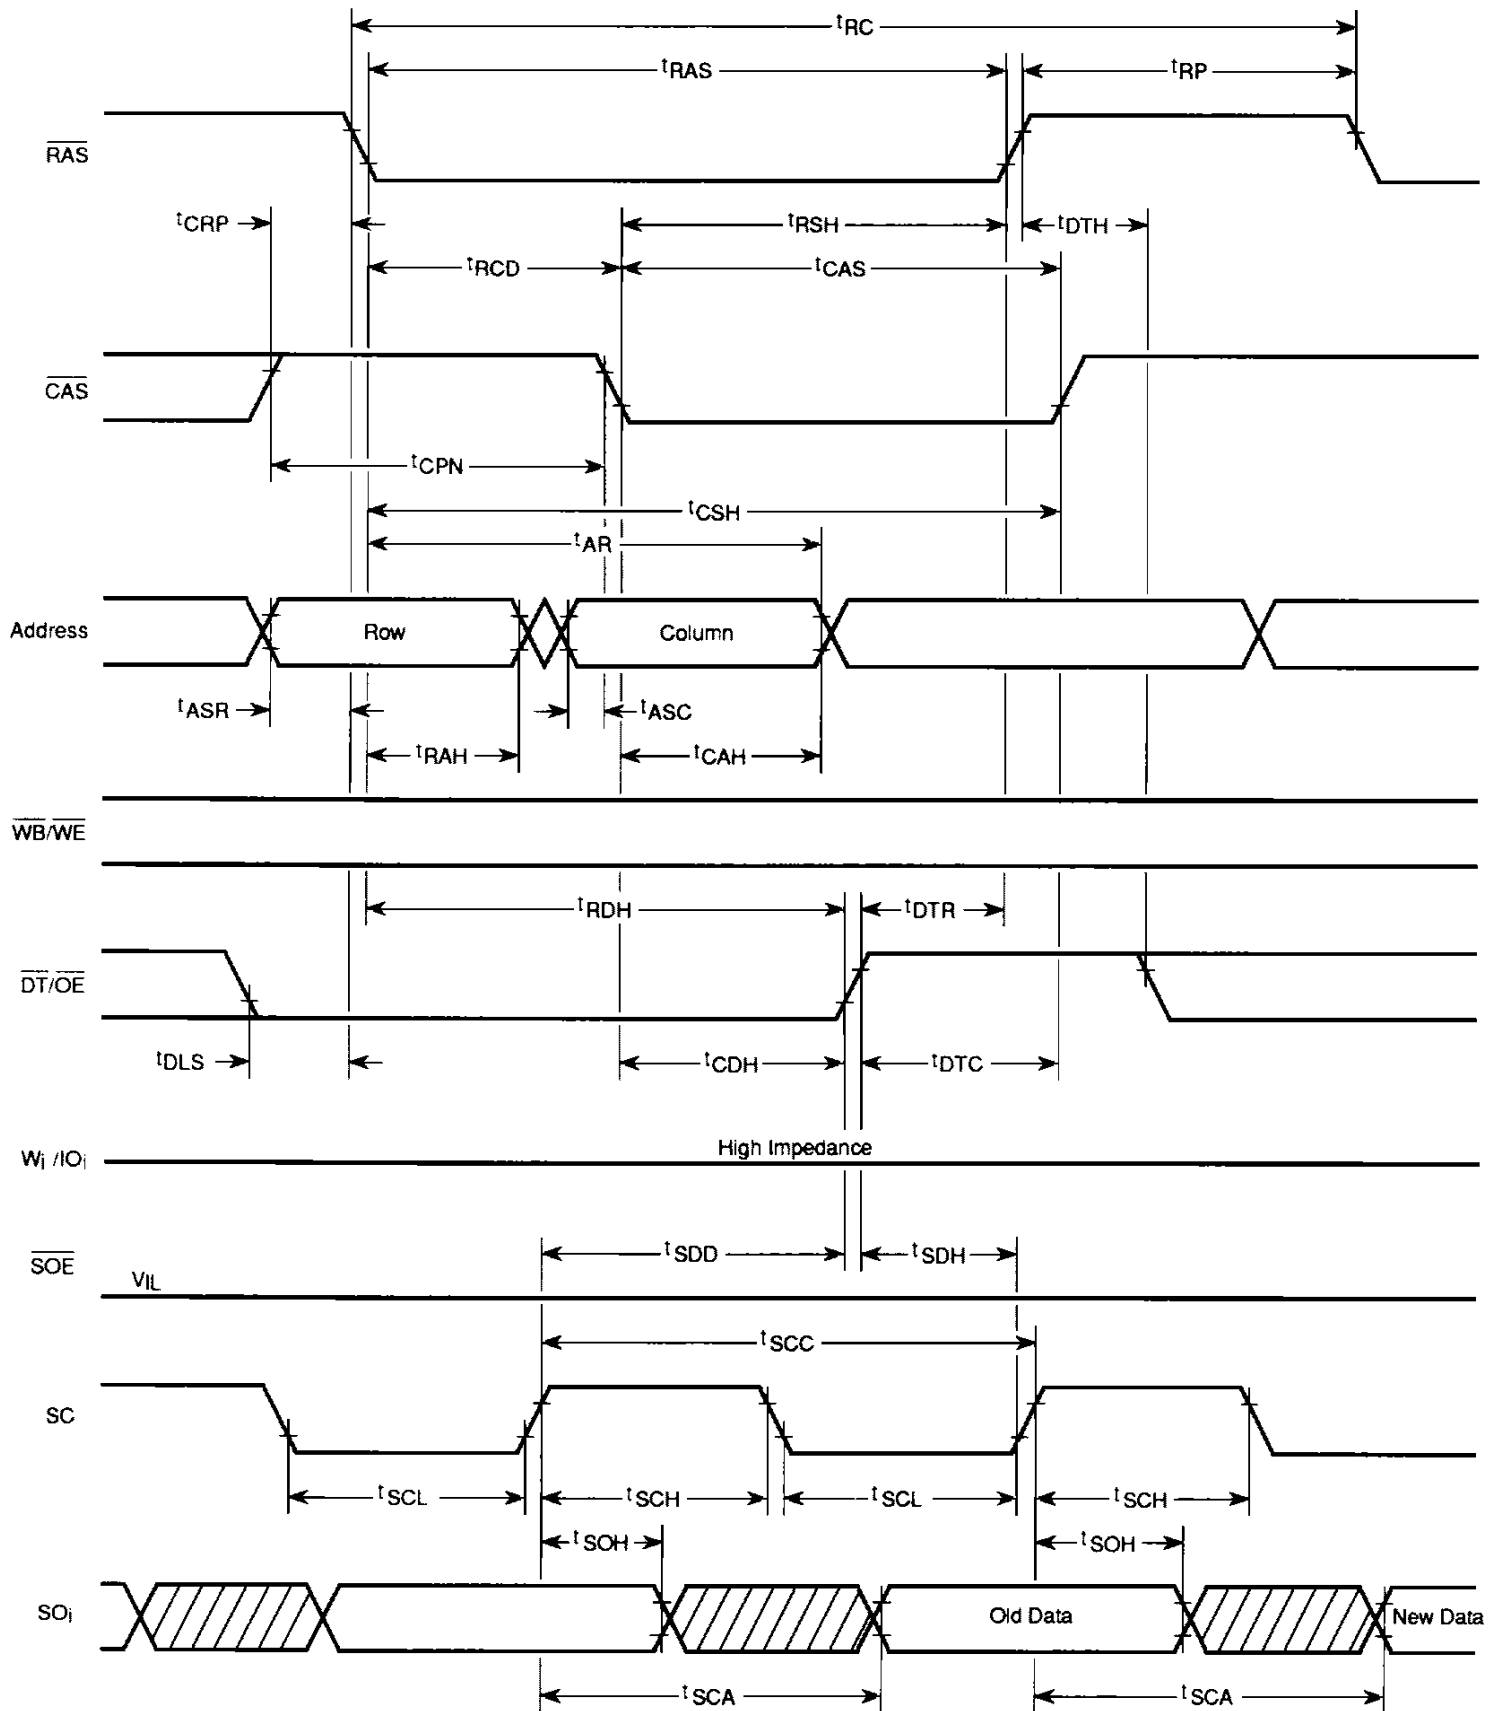 tRC
tRAS
tRP
RAS
tCRP
tRSH
tDTH
tRCD
tCAS
CAS
tCPN
tCSH
tAR
Address
Row
Column
tASR
tASC
tRAH
tCAH
WB/WE
tRDH
tDTR
DT/OE
tDLS
tCDH
tDTC
Wi /IOi
High Impedance
SOE
tSDD
tSDH
VIL
tSCC
SC
tSCL
tSCH
tSCL
tSCH
tSOH
tSOH
SOi
Old Data
New Data
tSCA
tSCA